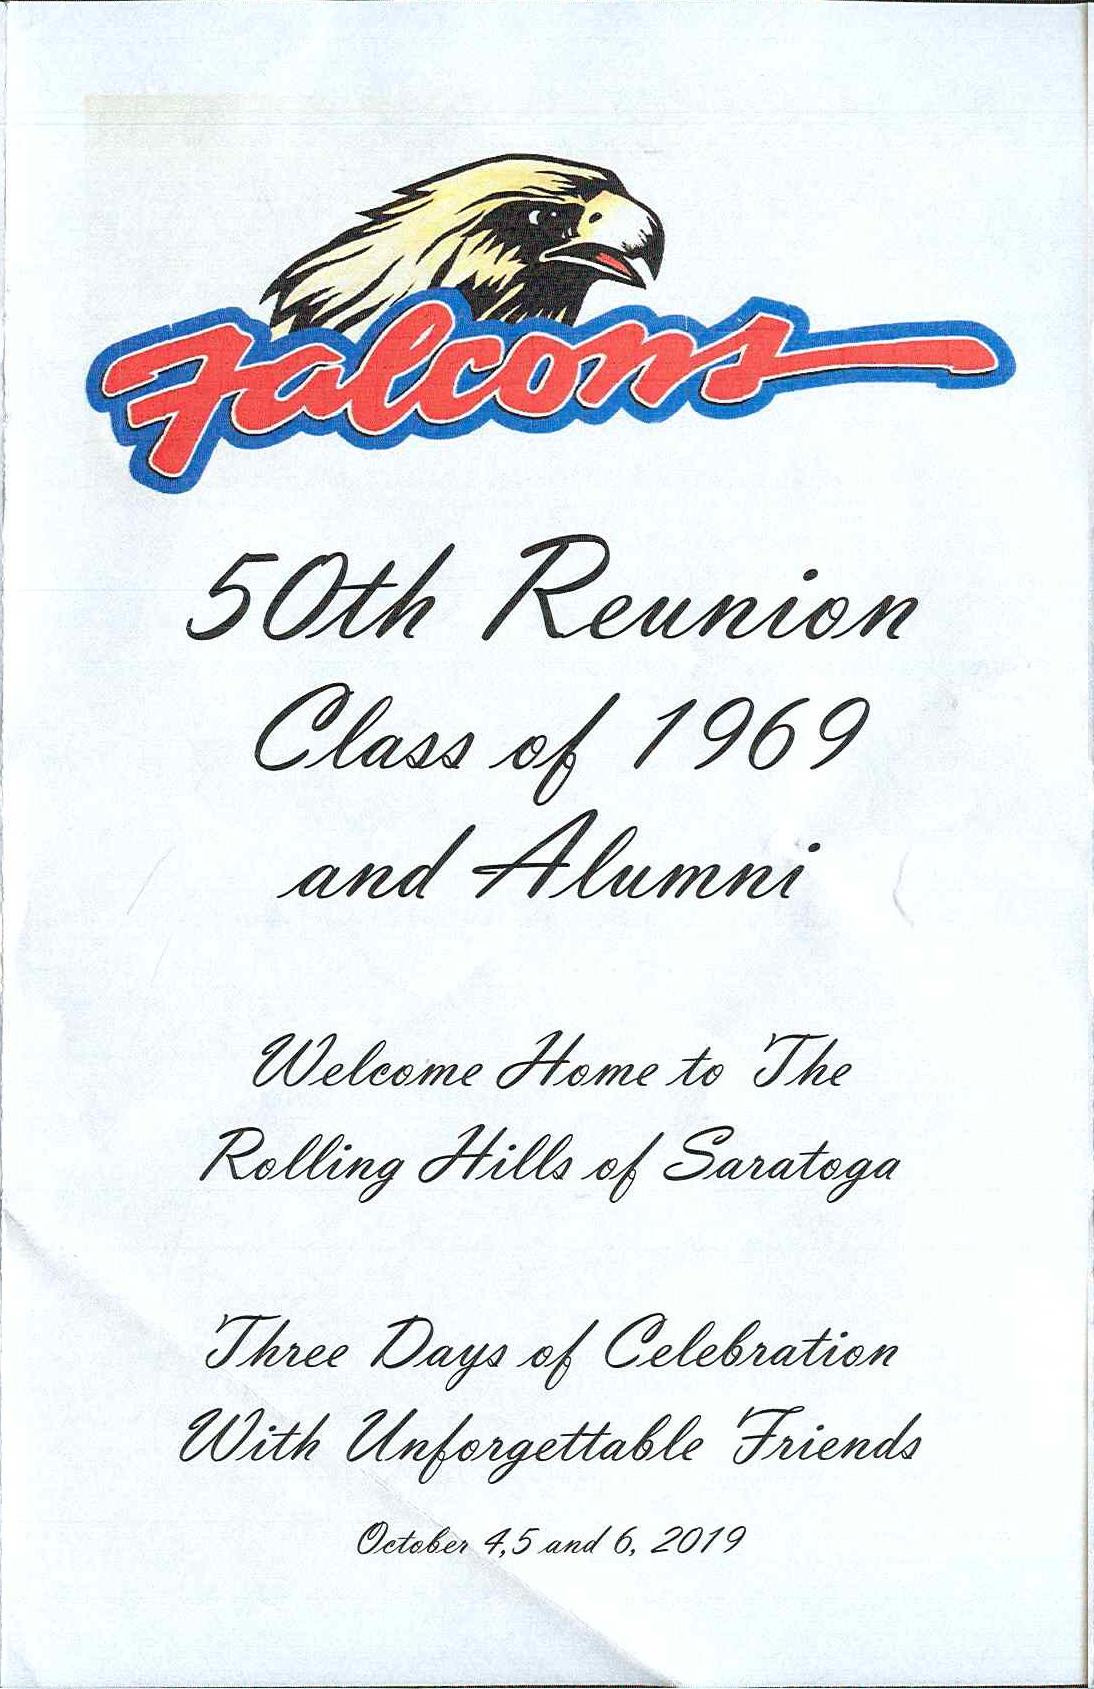 Falcons
50th Reunion
Class of 1969
and Alumni
Welcome Home to The
Rolling Hills of Saratoga
Three Days of Celebration
With Unforgettable Friends
October 4,5 and 6, 2019